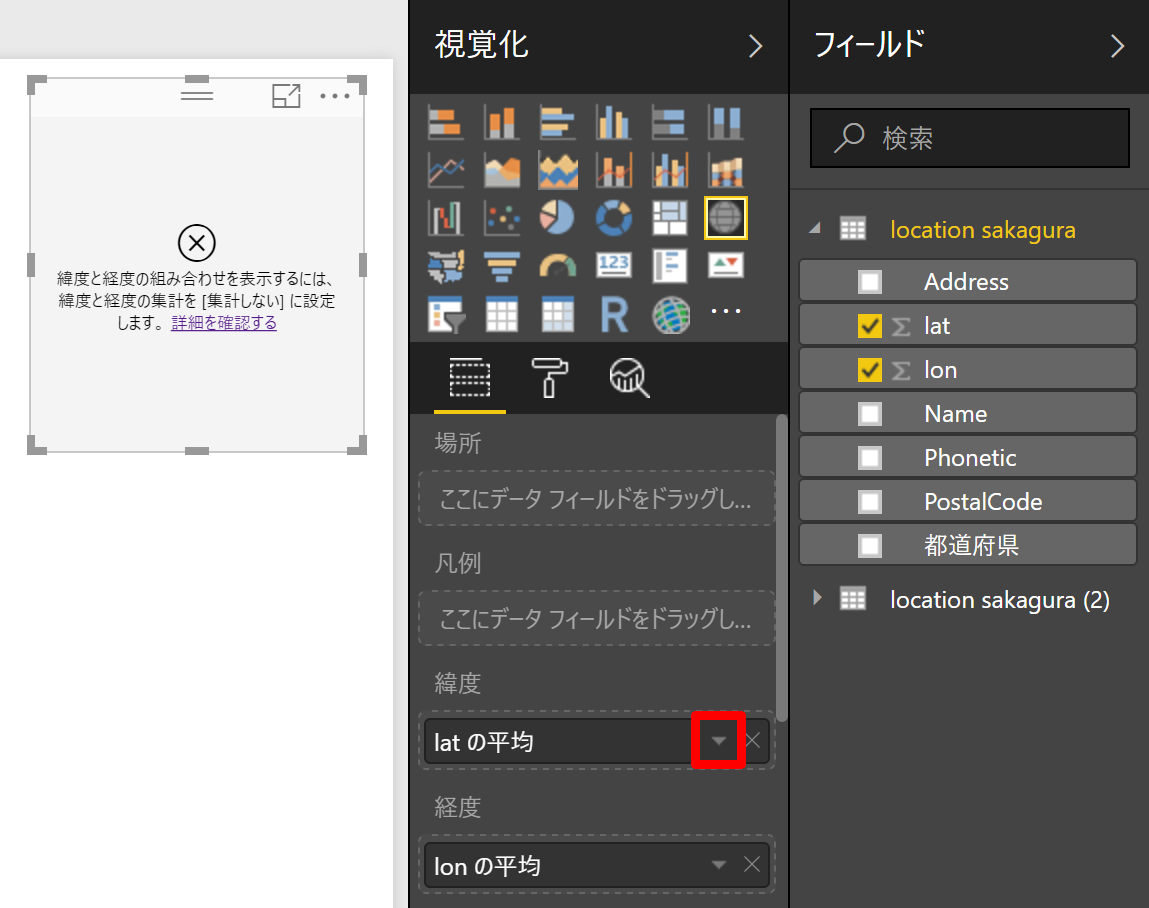 視覚化
フィールド
検索
緯度と経度の組み合わせを表示するには、
緯度と経度の集計を [集計しない] に設定
します。 詳細を確認する
123
R
場所
ここにデータ フィールドをドラッグし...
凡例
ここにデータ フィールドをドラッグし...
緯度
lat の平均
経度
lon の平均
location sakagura
Address
lat
lon
Name
Phonetic
PostalCode
都道府県
location sakagura (2)